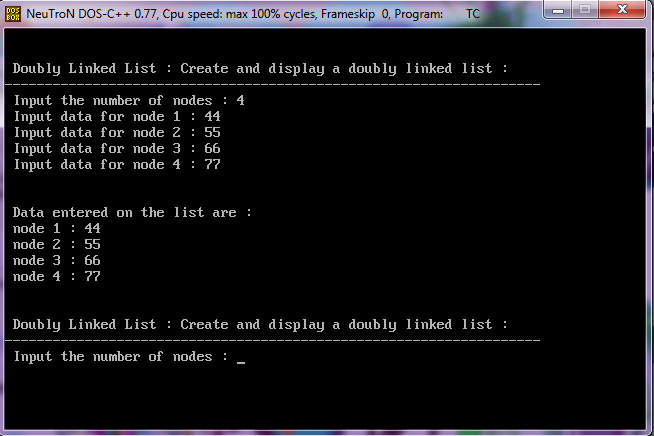 DOS BOX NeuTroN DOS-C++ 0.77, Cpu speed: max 100% cycles, Frameskip 0, Program: TC
Doubly Linked List : Create and display a doubly linked list :
-------------------------------------------------------------------
Input the number of nodes : 4
Input data for node 1 : 44
Input data for node 2 : 55
Input data for node 3 : 66
Input data for node 4 : 77
Data entered on the list are :
node 1 : 44
node 2 : 55
node 3 : 66
node 4 : 77
Doubly Linked List : Create and display a doubly linked list :
-------------------------------------------------------------------
Input the number of nodes : _